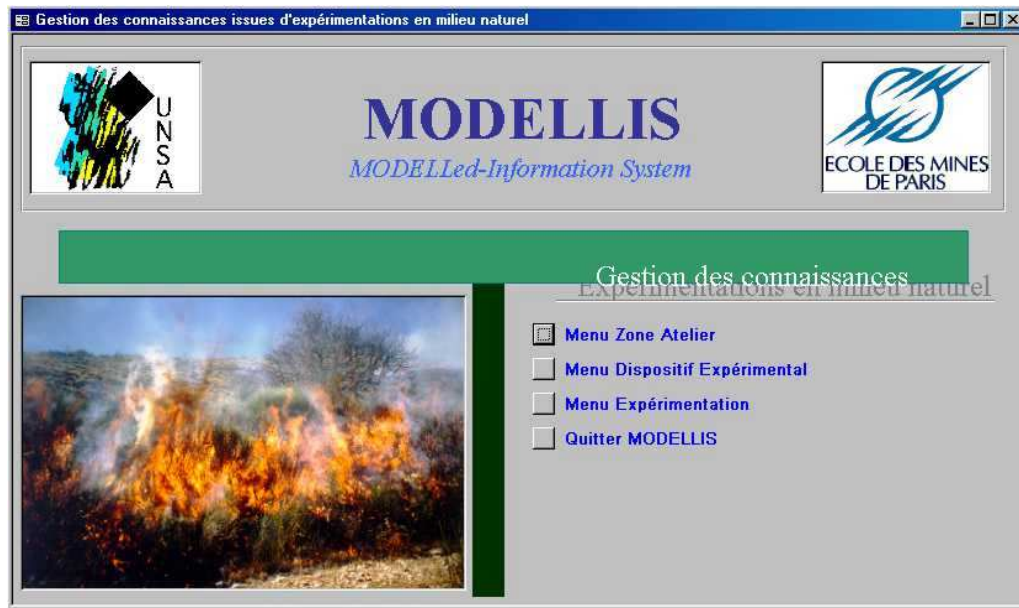 Gestion des connaissances issues d'expérimentations en milieu naturel
UNSA
MODELLIS
MODELLed-Information System
ECOLE DES MINES
DE PARIS
Gestion des connaissances
Expérimentations en milieu naturel
Menu Zone Atelier
Menu Dispositif Expérimental
Menu Expérimentation
Quitter MODELLIS